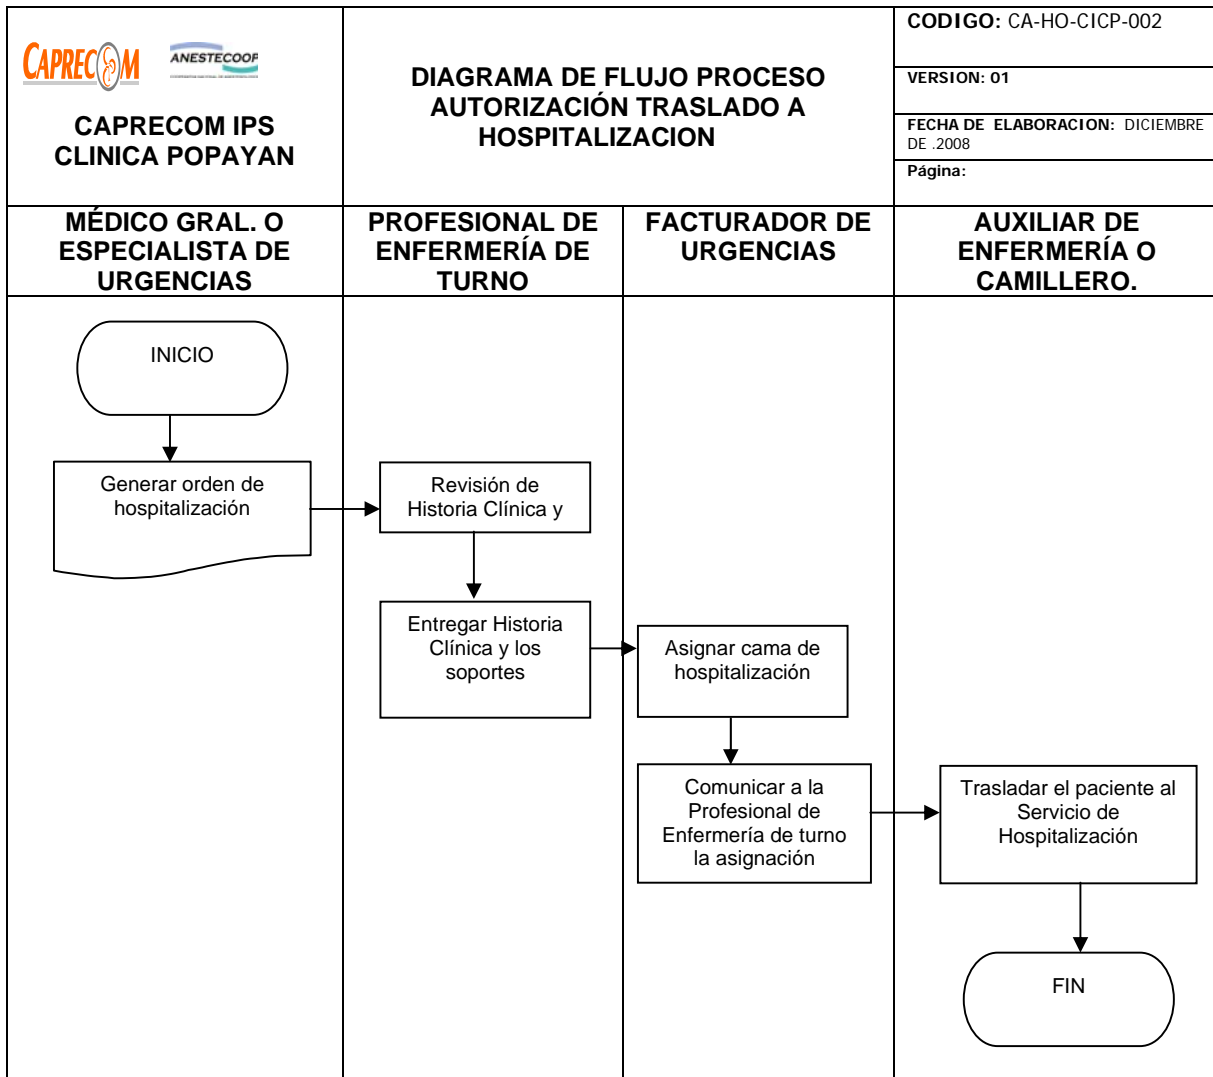 CAPRECOM
ANESTECOOP
CAPRECOM IPS
CLINICA POPAYAN
DIAGRAMA DE FLUJO PROCESO
AUTORIZACIÓN TRASLADO A
HOSPITALIZACION
CODIGO: CA-HO-CICP-002
VERSION: 01
FECHA DE ELABORACION: DICIEMBRE
DE .2008
Página:
MÉDICO GRAL. O
ESPECIALISTA DE
URGENCIAS
PROFESIONAL DE
ENFERMERÍA DE
TURNO
FACTURADOR DE
URGENCIAS
AUXILIAR DE
ENFERMERÍA O
CAMILLERO.
INICIO
Generar orden de
hospitalización
Revisión de
Historia Clínica y
Entregar Historia
Clínica y los
soportes
Asignar cama de
hospitalización
Comunicar a la
Profesional de
Enfermería de turno
la asignación
Trasladar el paciente al
Servicio de
Hospitalización
FIN